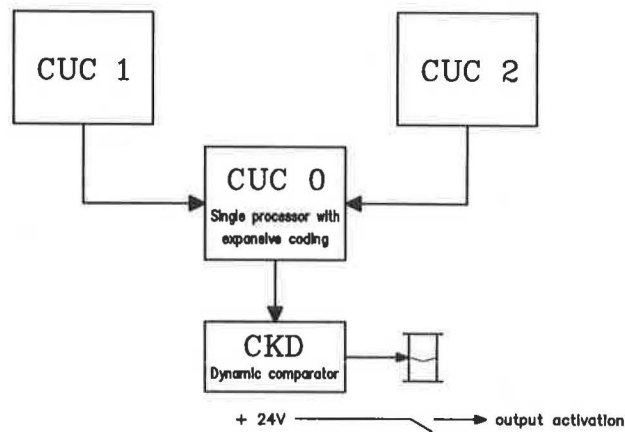 CUC 1
CUC 2
CUC 0
Single processor with
expansive coding
CKD
Dynamic comparator
+ 24V
output activation